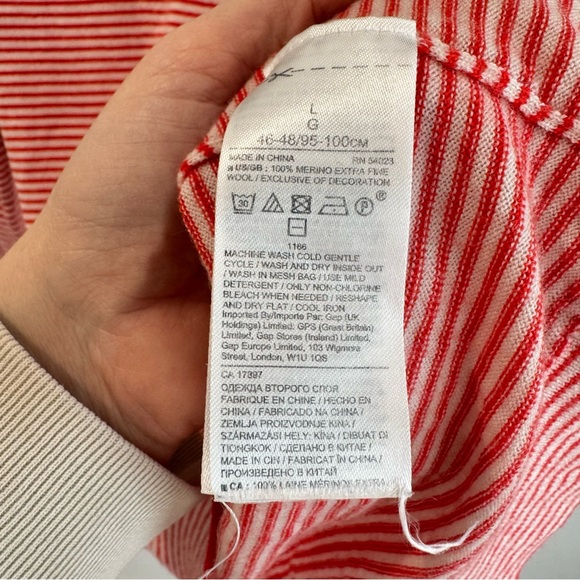 L
G
46-48/95-100CM
MADE IN CHINA RN 54023
US/GB : 100% MERINO EXTRA FINE
WOOL / EXCLUSIVE OF DECORATION
30 P ®
1166
MACHINE WASH COLD GENTLE
CYCLE / WASH AND DRY INSIDE OUT
/ WASH IN MESH BAG / USE MILD
DETERGENT / ONLY NON-CHLORINE
BLEACH WHEN NEEDED / RESHAPE
AND DRY FLAT / COOL IRON
Imported By/Importe Par: Gap (UK
Holdings) Limited: GPS (Great Britain)
Limited, Gap Stores (Ireland) Limited:
Gap Europe Limited, 103 Wigmore
Street, London, W1U 1QS
CA 17897
ОДЕЖДА ВТОРОГО СЛОЯ
FABRIQUE EN CHINE / HECHO EN
CHINA / FABRICADO NA CHINA /
ZEMLJA PROIZVODNJE KINA /
SZÁRMAZÁSI HELY: KÍNA / DIBUAT DI
TIONGKOK / СДЕЛАНО В КИТАЕ /
MADE IN CIN / FABRICAT ÎN CHINA /
ПРОИЗВЕДЕНО В КИТАЙ
CA : 100% LAINE MÉRINOS EXTRA